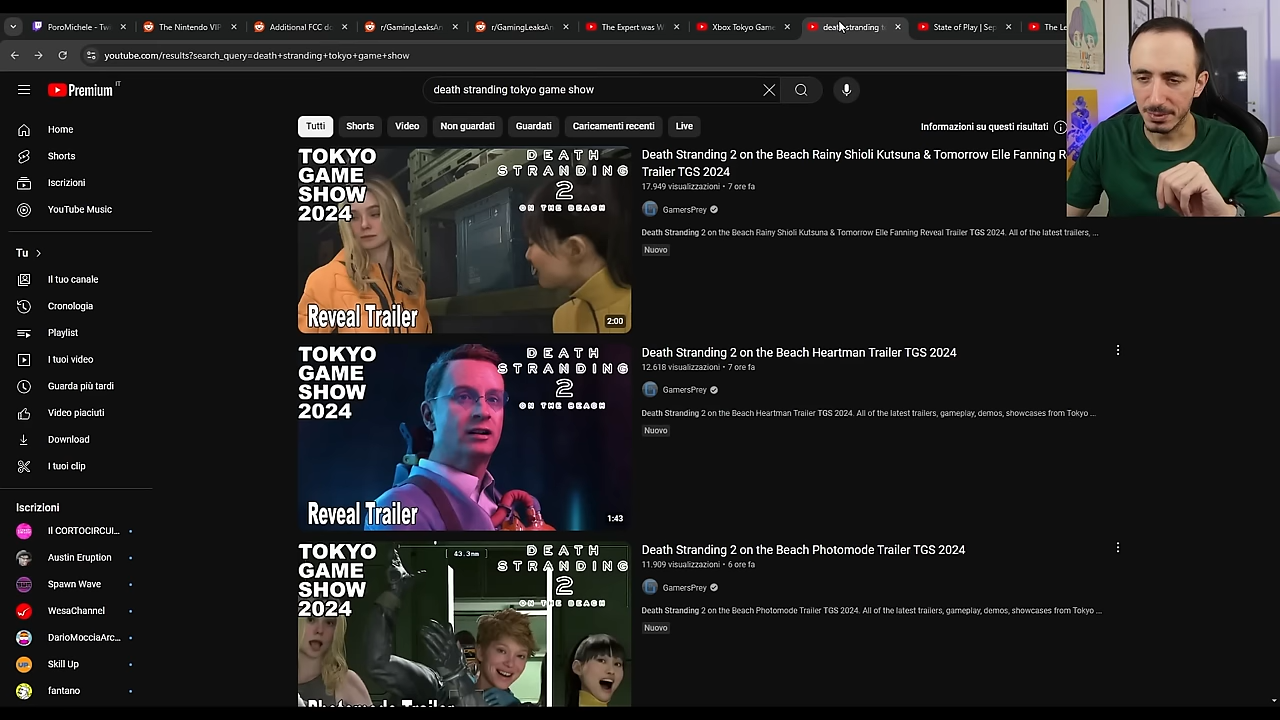 PoroMichele - Tw
The Nintendo VIP
Additional FCC d
r/GamingLeaksAn
r/GamingLeaksAn
The Expert was W
Xbox Tokyo Game
death stranding t
State of Play | Sep
The Le
youtube.com/results?search_query=death+stranding+tokyo+game+show
Premium IT
death stranding tokyo game show
Home
Shorts
Iscrizioni
YouTube Music
Tu
Il tuo canale
Cronologia
Playlist
I tuoi video
Guarda più tardi
Video piaciuti
Download
I tuoi clip
Iscrizioni
Il CORTOCIRCUI...
Austin Eruption
Spawn Wave
WesaChannel
DarioMocciaArc...
Skill Up
fantano
Tutti
Shorts
Video
Non guardati
Guardati
Caricamenti recenti
Live
Informazioni su questi risultati
TOKYO
GAME
SHOW
2024
DEATH
STRANDING
2
ON THE BEACH
Reveal Trailer
2:00
Death Stranding 2 on the Beach Rainy Shioli Kutsuna & Tomorrow Elle Fanning R
Trailer TGS 2024
17.949 visualizzazioni • 7 ore fa
GamersPrey
Death Stranding 2 on the Beach Rainy Shioli Kutsuna & Tomorrow Elle Fanning Reveal Trailer TGS 2024. All of the latest trailers, ...
Nuovo
TOKYO
GAME
SHOW
2024
DEATH
STRANDING
2
ON THE BEACH
Reveal Trailer
1:43
Death Stranding 2 on the Beach Heartman Trailer TGS 2024
12.618 visualizzazioni • 7 ore fa
GamersPrey
Death Stranding 2 on the Beach Heartman Trailer TGS 2024. All of the latest trailers, gameplay, demos, showcases from Tokyo ...
Nuovo
TOKYO
GAME
SHOW
2024
43.3mm
DEATH
STRANDING
2
ON THE BEACH
Photomode Trailer
Death Stranding 2 on the Beach Photomode Trailer TGS 2024
11.909 visualizzazioni • 6 ore fa
GamersPrey
Death Stranding 2 on the Beach Photomode Trailer TGS 2024. All of the latest trailers, gameplay, demos, showcases from Tokyo ...
Nuovo